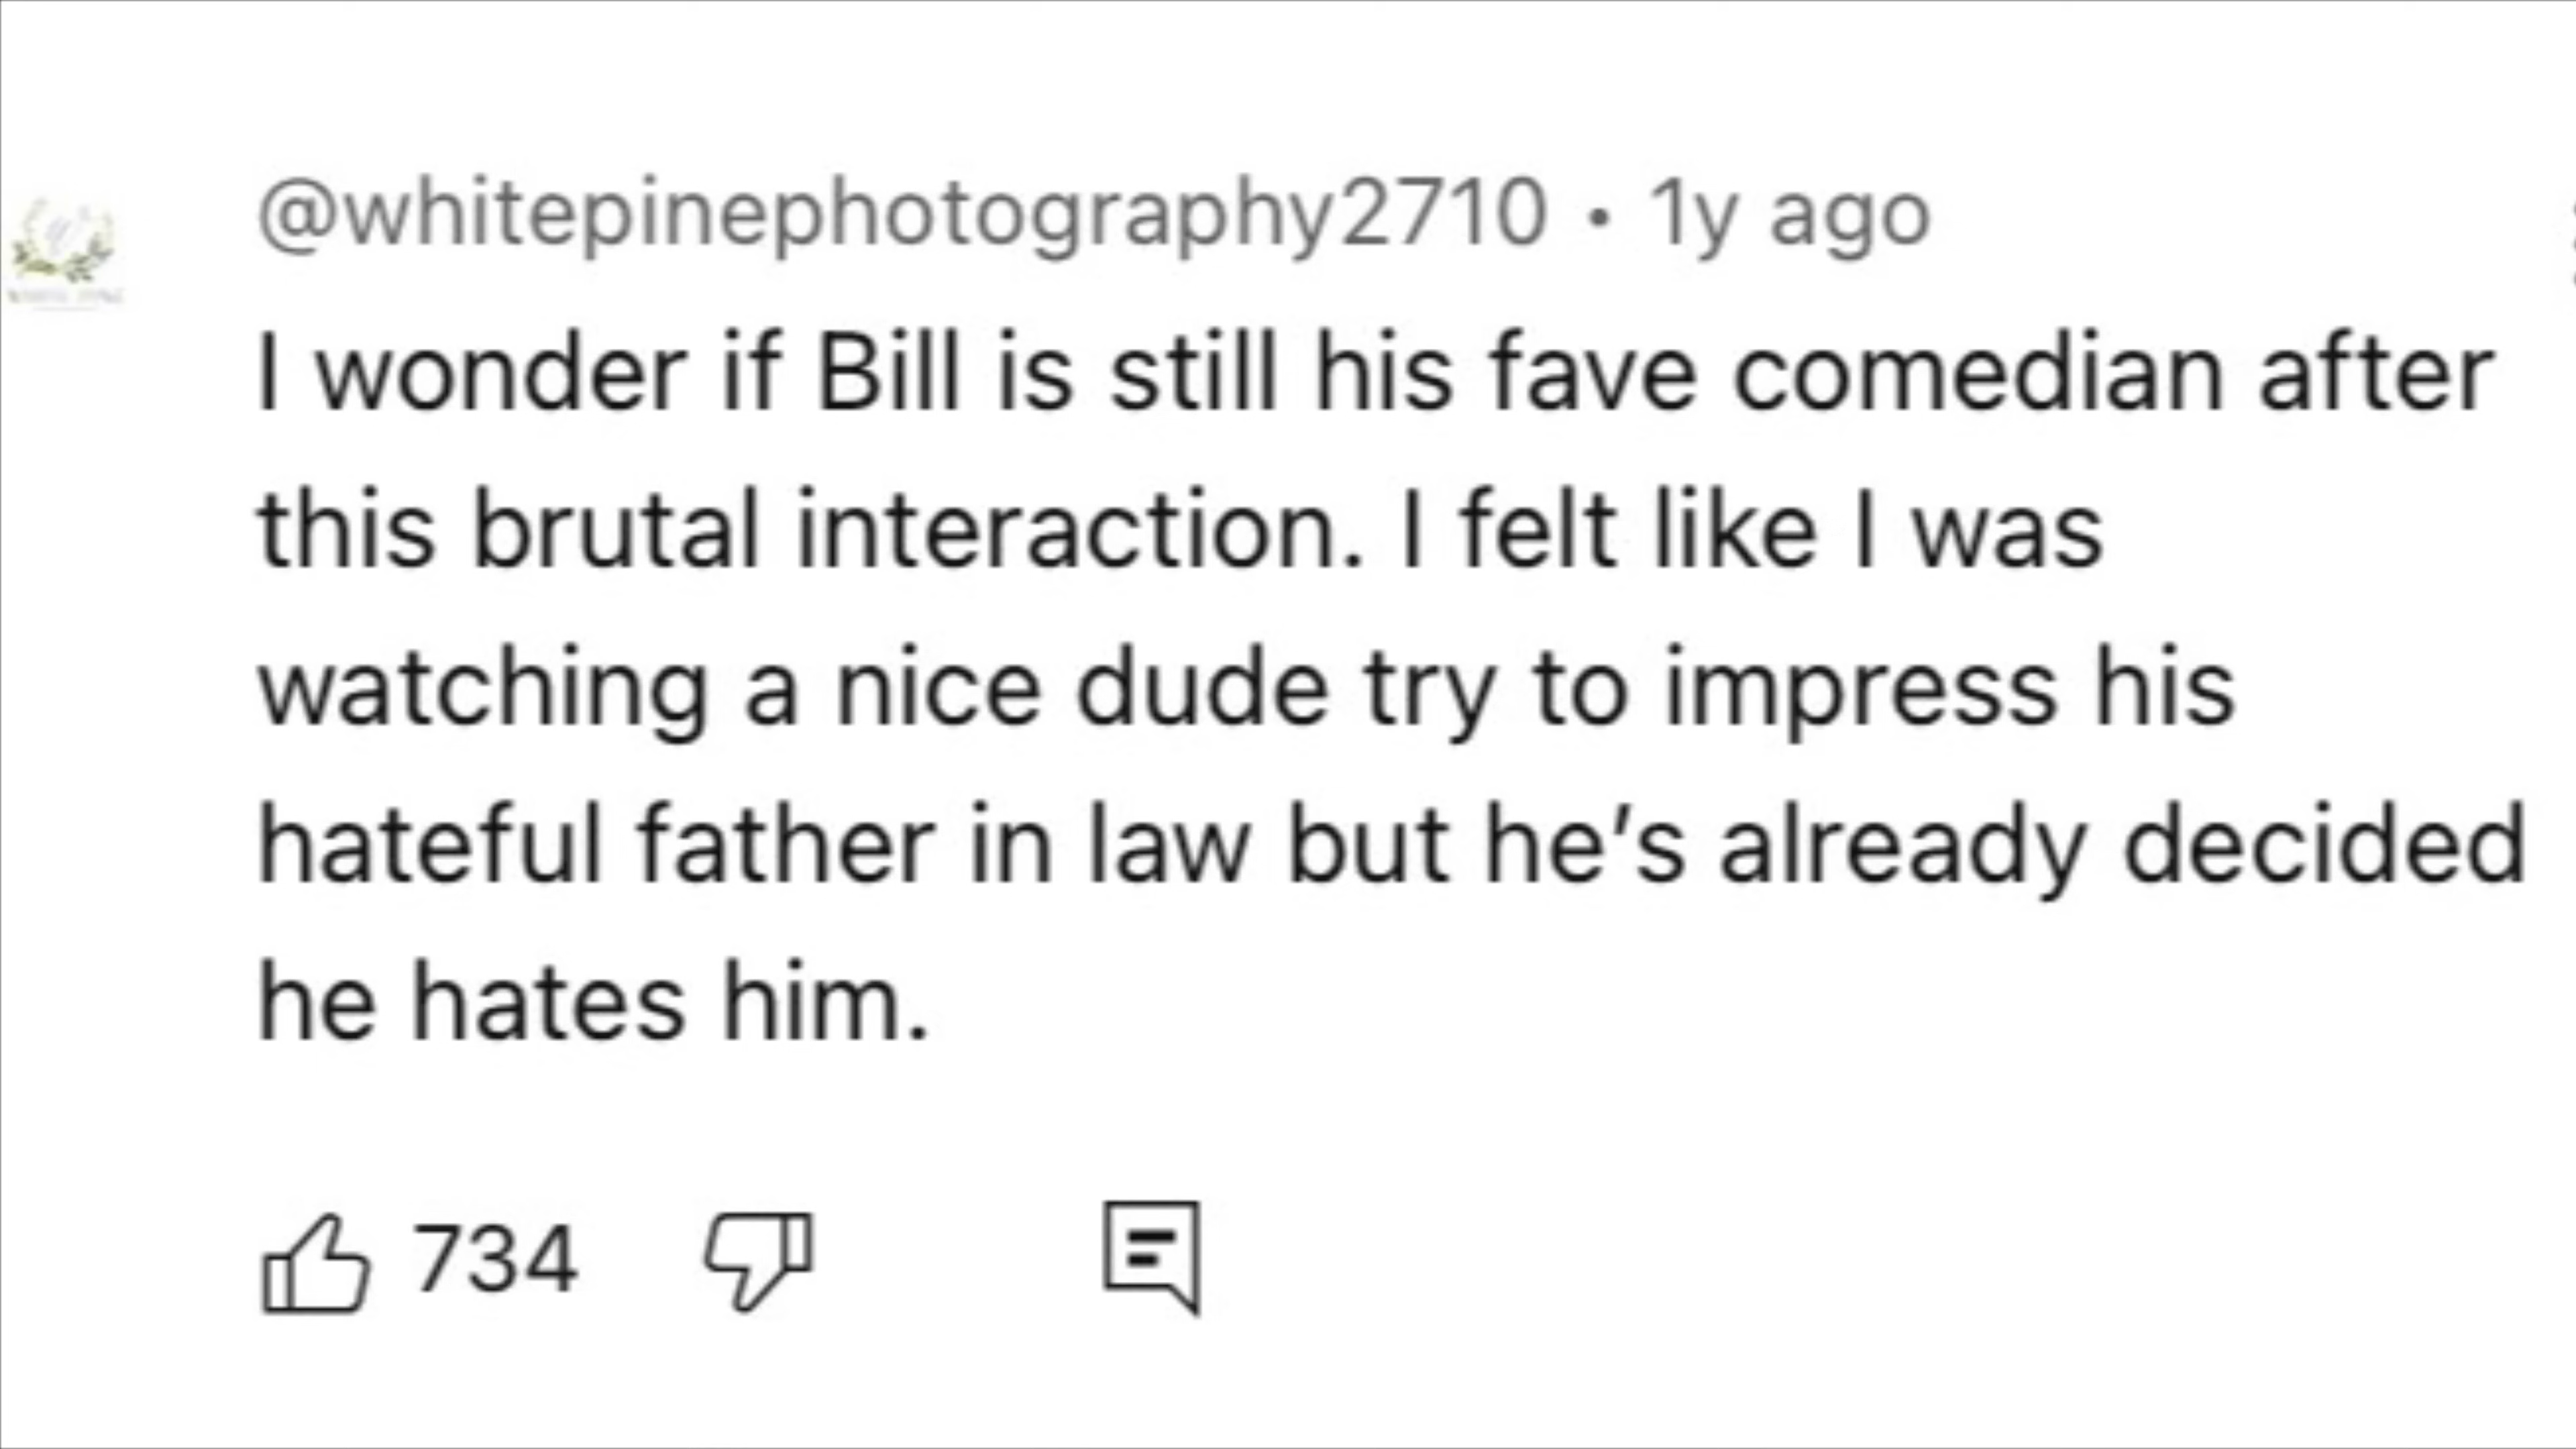 @whitepinephotography2710 • 1y ago
I wonder if Bill is still his fave comedian after
this brutal interaction. I felt like I was
watching a nice dude try to impress his
hateful father in law but he’s already decided
he hates him.
734